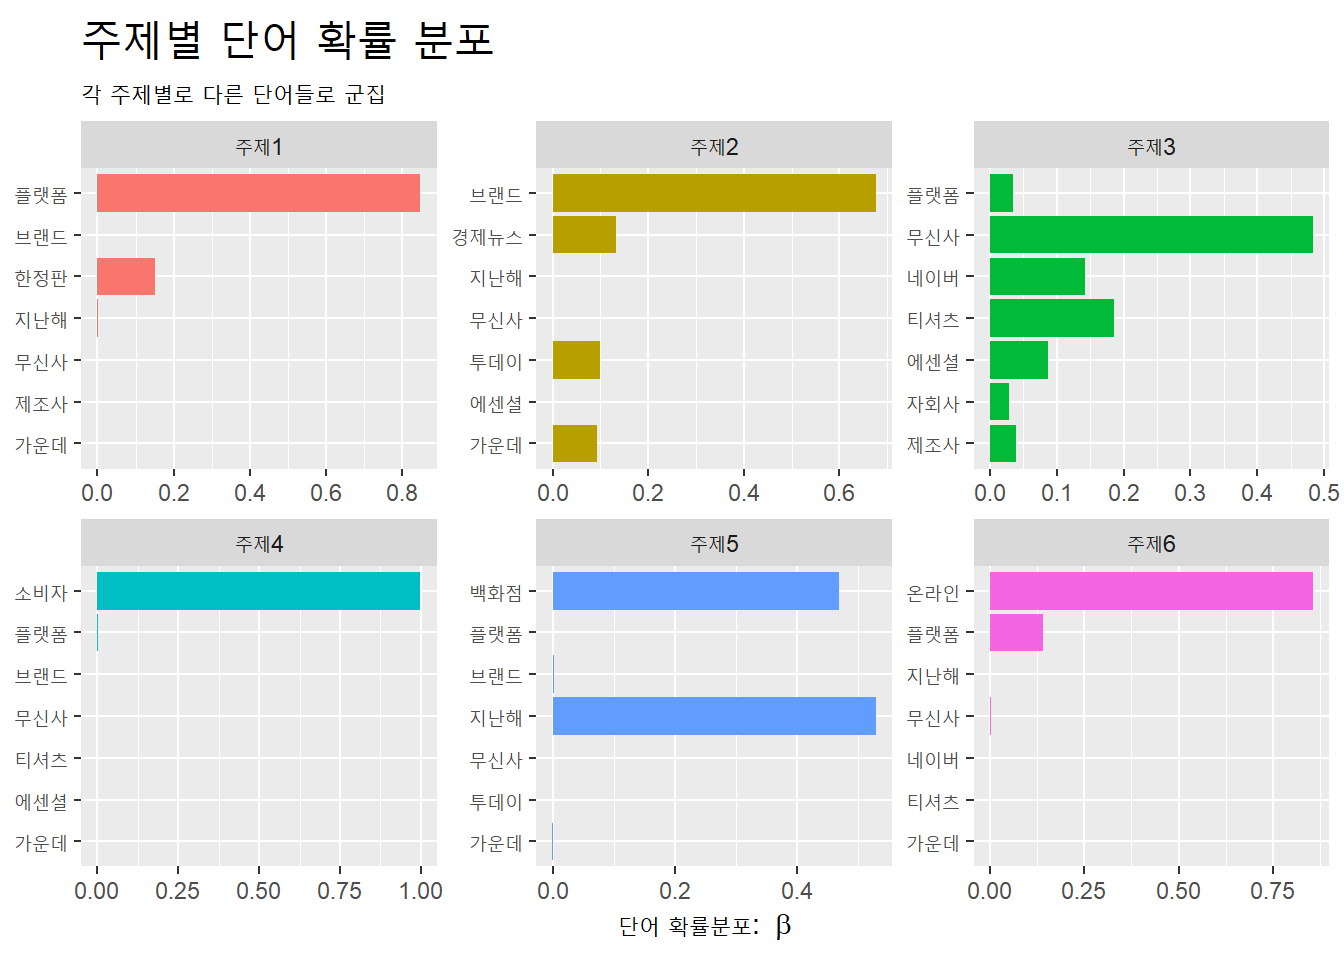 주제별 단어 확률 분포
각 주제별로 다른 단어들로 군집
주제1
플랫폼
브랜드
한정판
지난해
무신사
제조사
가운데
0.0 0.2 0.4 0.6 0.8
주제2
브랜드
경제뉴스
지난해
무신사
투데이
에센셜
가운데
0.0 0.2 0.4 0.6
주제3
플랫폼
무신사
네이버
티셔츠
에센셜
자회사
제조사
0.0 0.1 0.2 0.3 0.4 0.5
주제4
소비자
플랫폼
브랜드
무신사
티셔츠
에센셜
가운데
0.00 0.25 0.50 0.75 1.00
주제5
백화점
플랫폼
브랜드
지난해
무신사
투데이
가운데
0.0 0.2 0.4
주제6
온라인
플랫폼
지난해
무신사
네이버
티셔츠
가운데
0.00 0.25 0.50 0.75
단어 확률분포: β